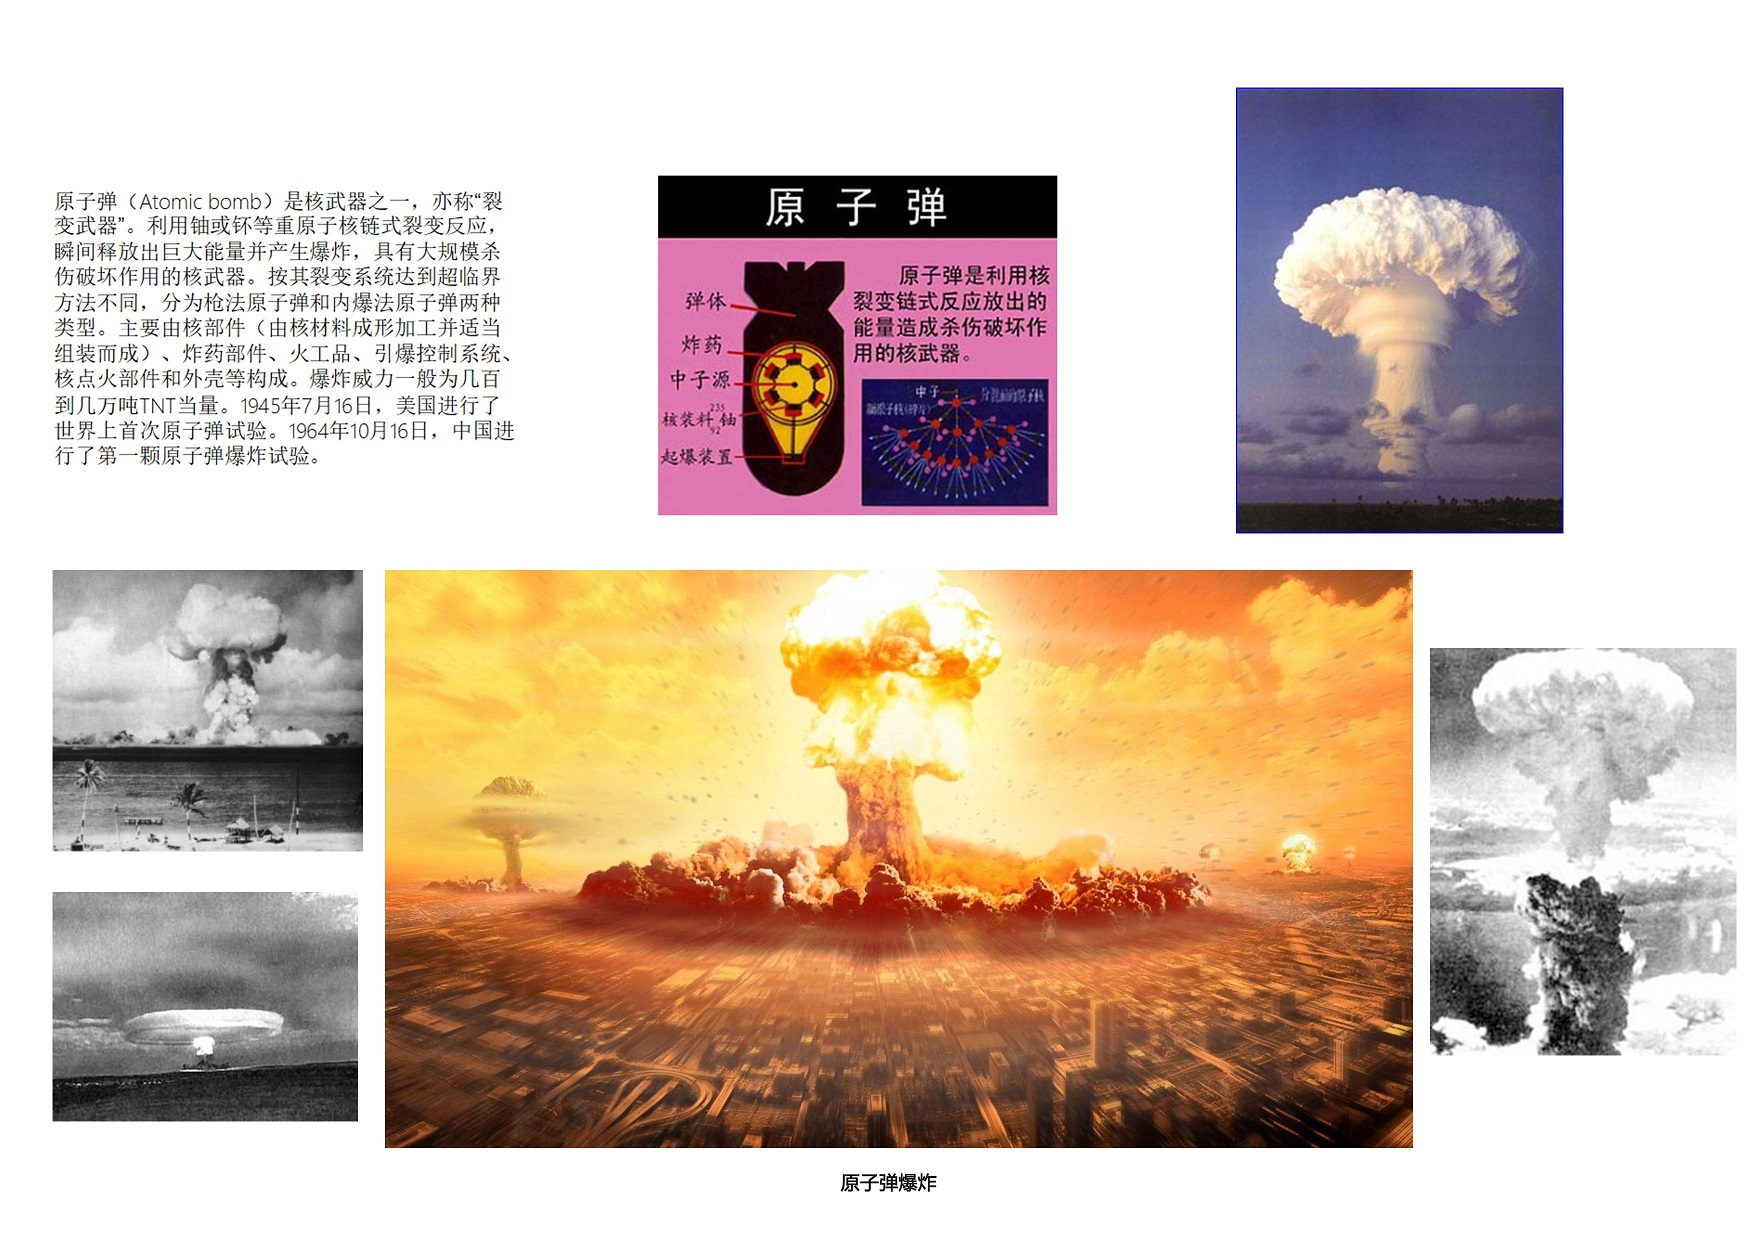 原子弹（Atomic bomb）是核武器之一，亦称“裂
变武器”。利用铀或钚等重原子核链式裂变反应，
瞬间释放出巨大能量并产生爆炸，具有大规模杀
伤破坏作用的核武器。按其裂变系统达到超临界
方法不同，分为枪法原子弹和内爆法原子弹两种
类型。主要由核部件（由核材料成形加工并适当
组装而成）、炸药部件、火工品、引爆控制系统、
核点火部件和外壳等构成。爆炸威力一般为几百
到几万吨TNT当量。1945年7月16日，美国进行了
世界上首次原子弹试验。1964年10月16日，中国进
行了第一颗原子弹爆炸试验。
原子弹
弹体
炸药
中子源
核装料 235 92 铀
起爆装置
原子弹是利用核
裂变链式反应放出的
能量造成杀伤破坏作
用的核武器。
中子
原子弹爆炸